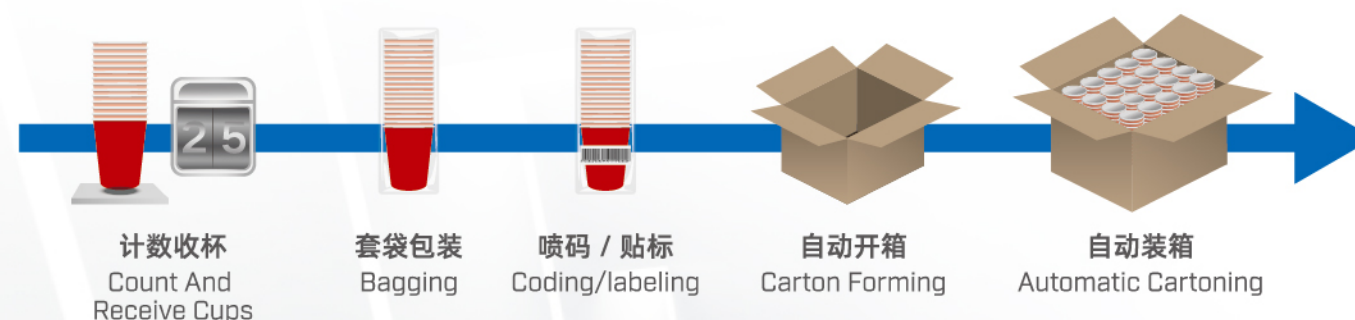 25
计数收杯
Count And
Receive Cups
套袋包装
Bagging
喷码 / 贴标
Coding/labeling
自动开箱
Carton Forming
自动装箱
Automatic Cartoning